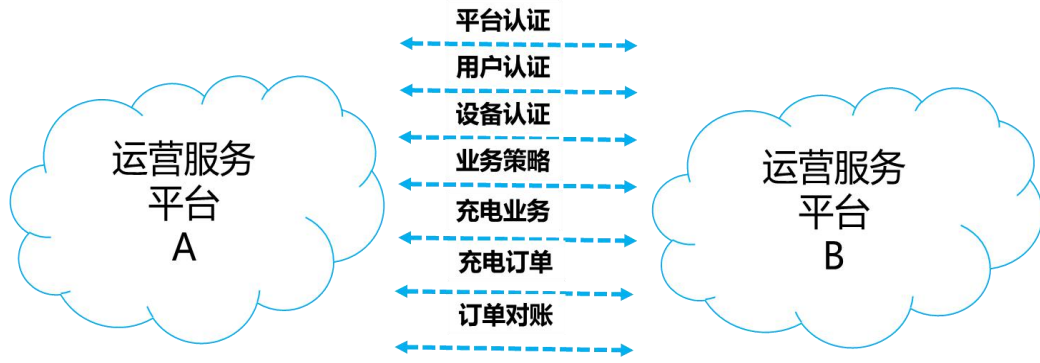 平台认证
用户认证
设备认证
业务策略
充电业务
充电订单
订单对账
运营服务
平台
A
运营服务
平台
B